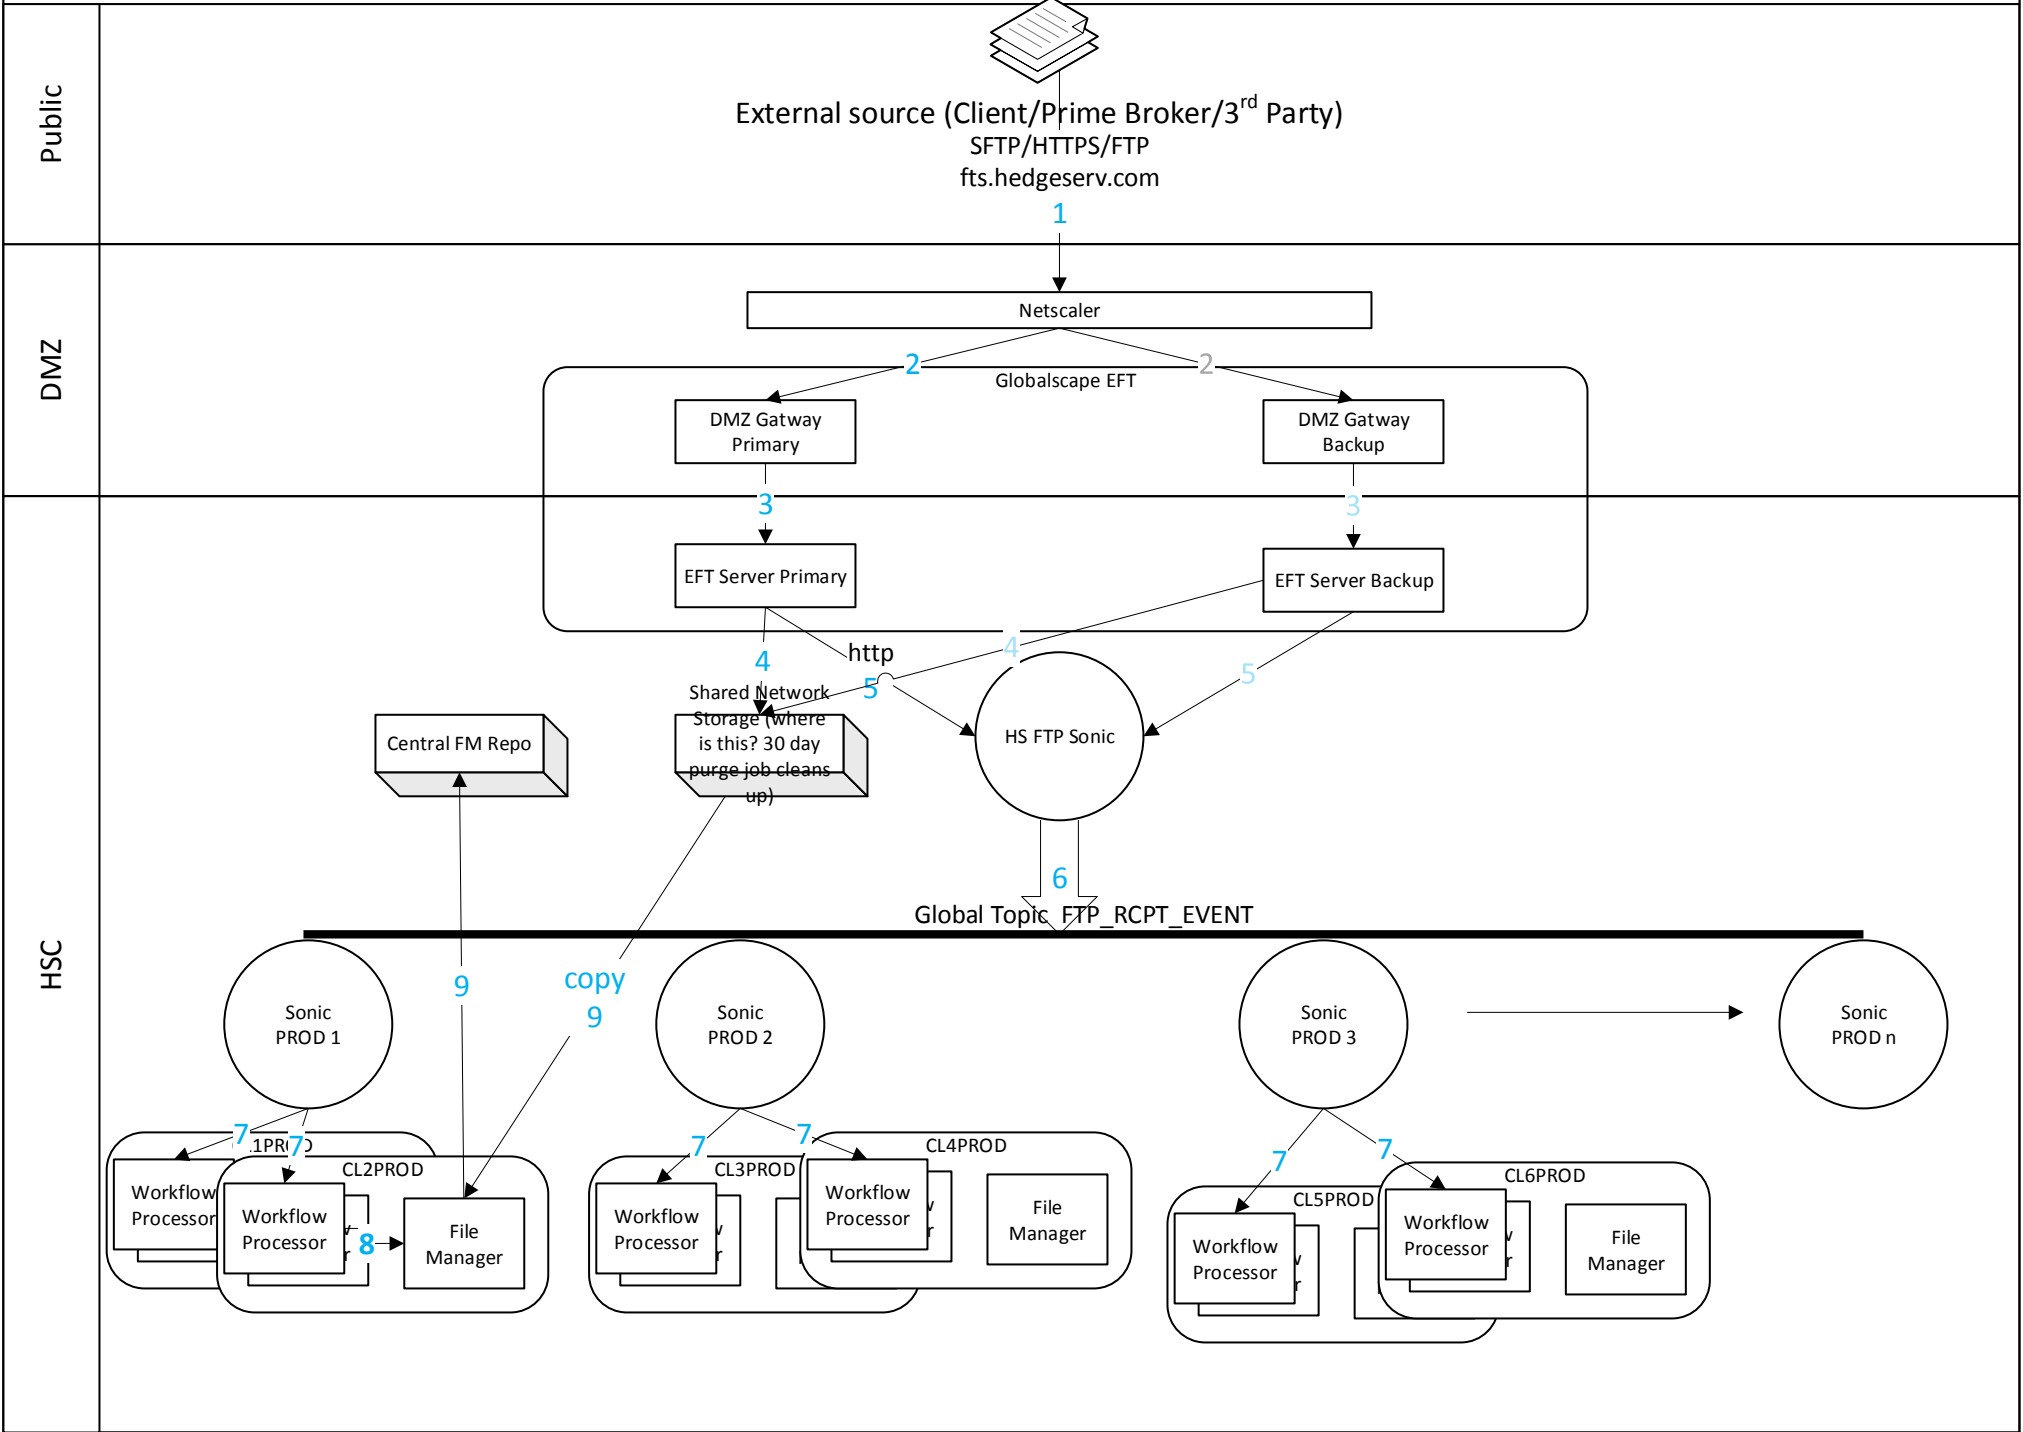 Public
External source (Client/Prime Broker/3rd Party)
SFTP/HTTPS/FTP
fts.hedgeserv.com
1
DMZ
Netscaler
2
2
Globalscape EFT
DMZ Gatway
Primary
DMZ Gatway
Backup
3
3
HSC
EFT Server Primary
EFT Server Backup
http
4
4
5
5
Shared Network
Storage (where
is this? 30 day
purge job cleans
up)
Central FM Repo
HS FTP Sonic
6
Global Topic FTP_RCPT_EVENT
9
copy
9
Sonic
PROD 1
Sonic
PROD 2
Sonic
PROD 3
Sonic
PROD n
7
7
7
7
7
7
.1PROD
CL2PROD
CL3PROD
CL4PROD
CL5PROD
CL6PROD
Workflow
Processor
Workflow
Processor
8
File
Manager
Workflow
Processor
Workflow
Processor
File
Manager
Workflow
Processor
Workflow
Processor
File
Manager